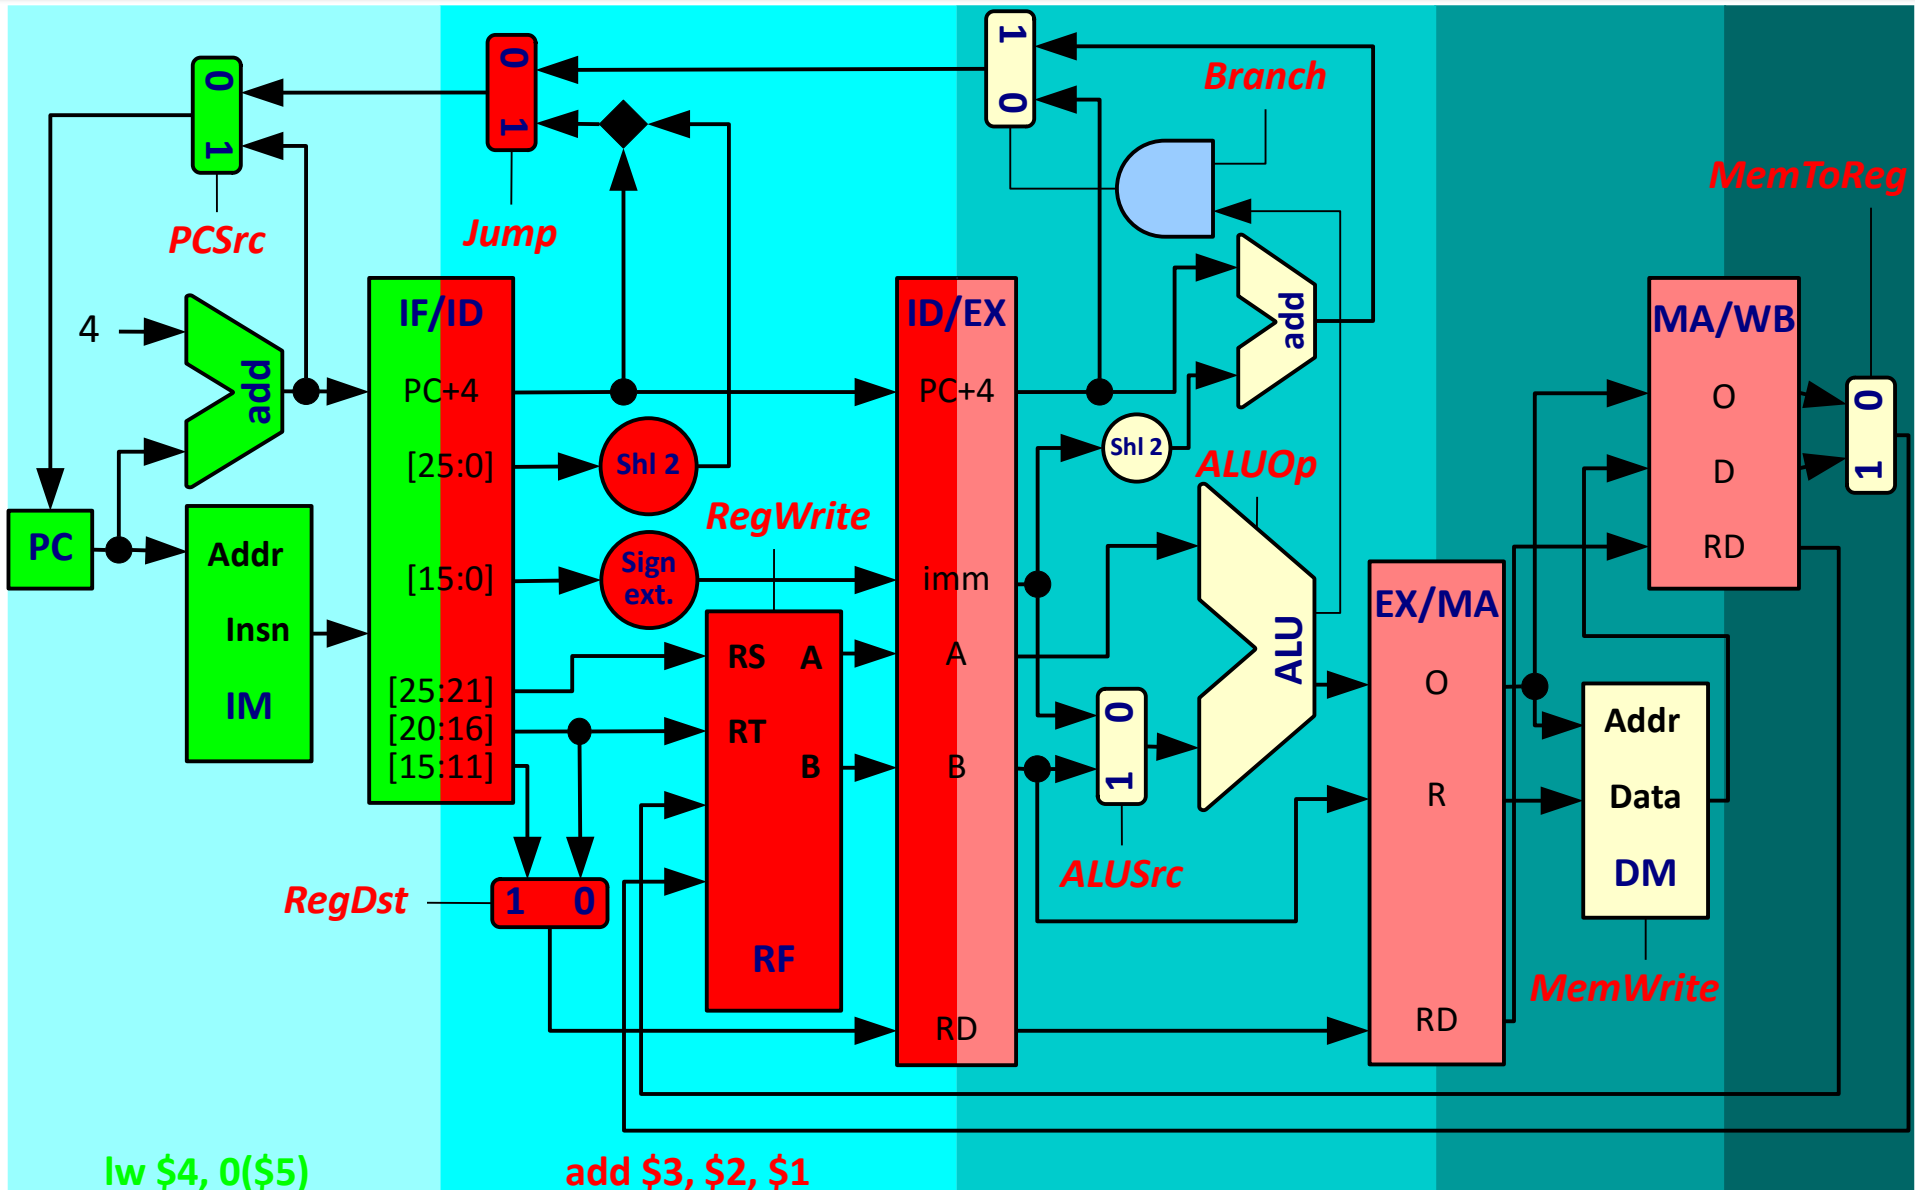 0
1
PCSrc
0
1
Jump
1
0
Branch
MemToReg
4
add
IF/ID
PC+4
[25:0]
[15:0]
[25:21]
[20:16]
[15:11]
PC
Addr
Insn
IM
Shl 2
Sign
ext.
RegWrite
RS
A
RT
B
RF
RegDst
1
0
ID/EX
PC+4
imm
A
B
RD
Shl 2
add
ALUOp
ALU
0
1
ALUSrc
EX/MA
O
R
RD
Addr
Data
DM
MemWrite
MA/WB
O
D
RD
0
1
lw $4, 0($5)
add $3, $2, $1